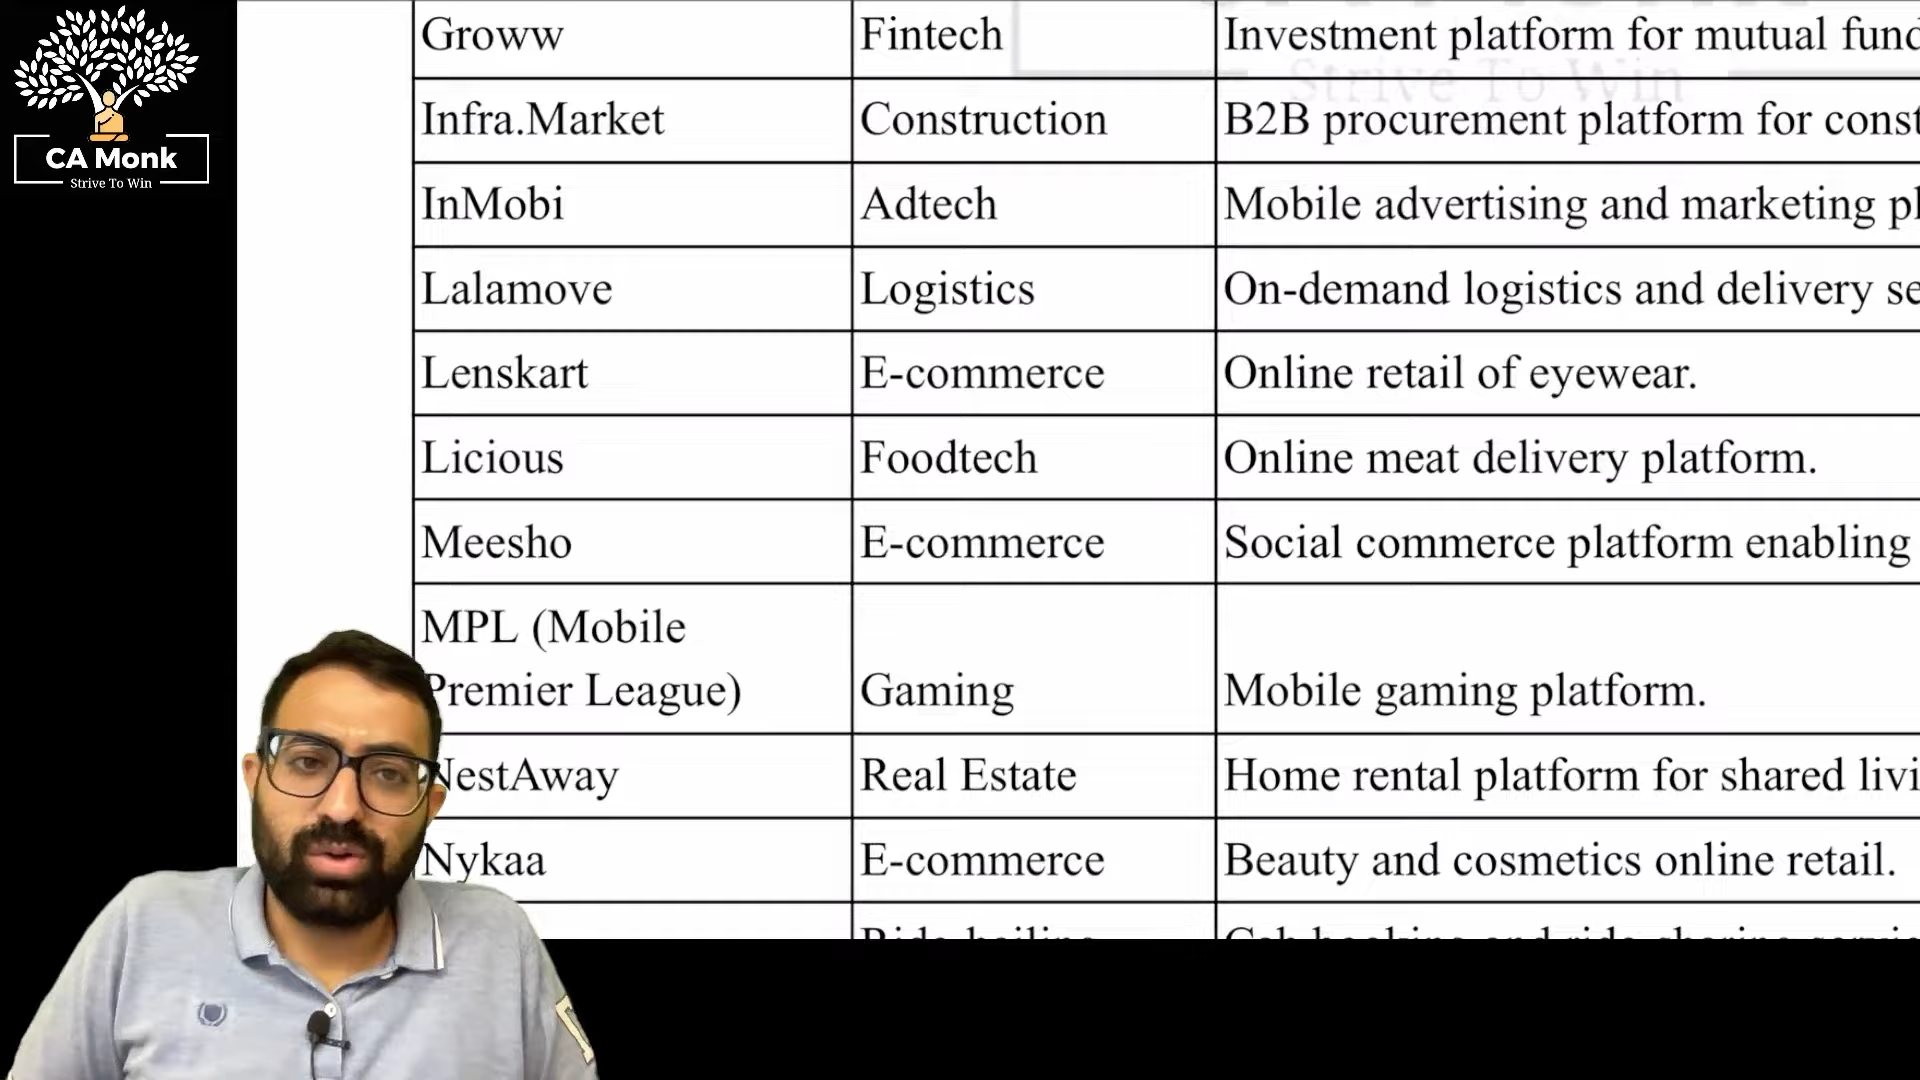 CA Monk
Strive To Win
Groww Fintech Investment platform for mutual fund
Strive To Win
Infra.Market Construction B2B procurement platform for const
InMobi Adtech Mobile advertising and marketing pl
Lalamove Logistics On-demand logistics and delivery se
Lenskart E-commerce Online retail of eyewear.
Licious Foodtech Online meat delivery platform.
Meesho E-commerce Social commerce platform enabling
MPL (Mobile
Premier League) Gaming Mobile gaming platform.
NestAway Real Estate Home rental platform for shared livi
Nykaa E-commerce Beauty and cosmetics online retail.